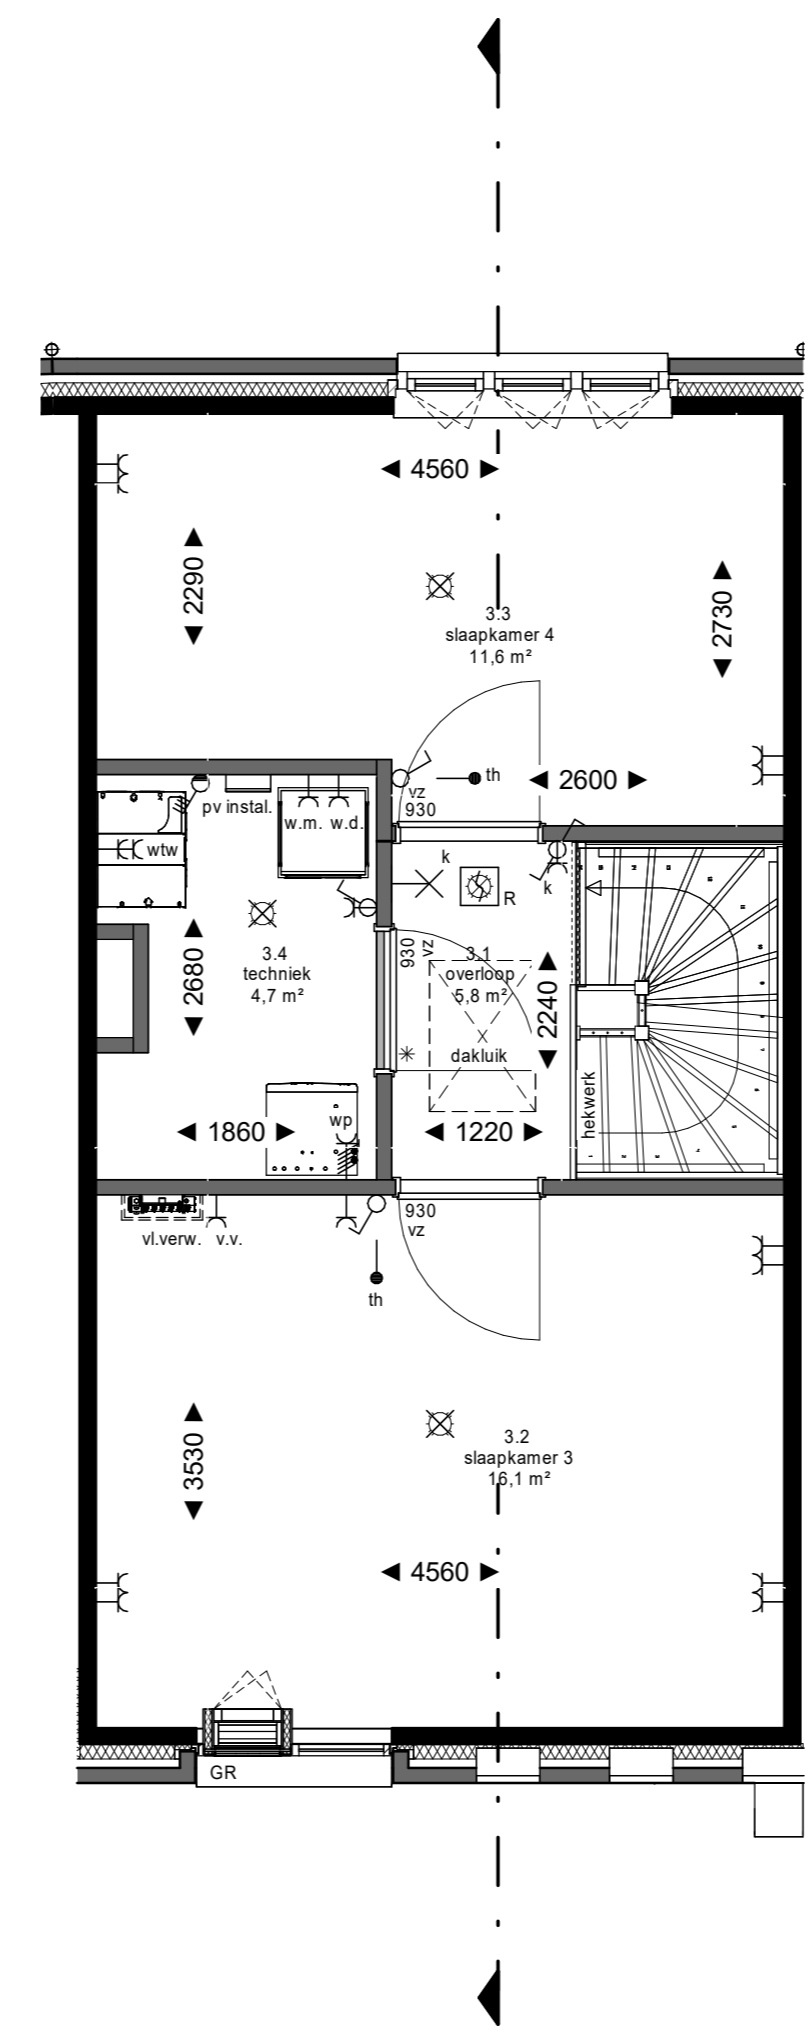 4560
2290
2730
3.3
slaapkamer 4
11,6 m²
th
2600
vz
930
pv instal.
w.m. w.d.
wtw
k
k
R
930
vz
3.4
techniek
4,7 m²
2680
3.1
overloop
5,8 m²
2240
dakluik
hekwerk
wp
1860
1220
930
vz
vl.verw. v.v.
th
3530
3.2
slaapkamer 3
16,1 m²
4560
GR